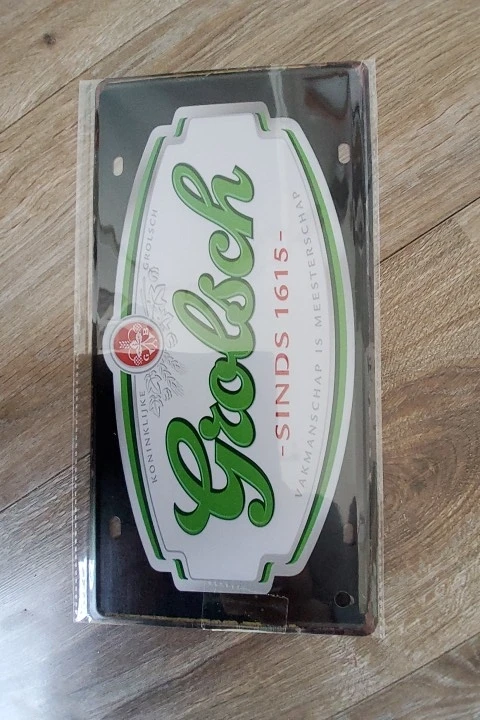 KONINKLIJKE GROLSCH
G B
Grolsch
-SINDS 1615-
VAKMANSCHAP IS MEESTERSCHAP